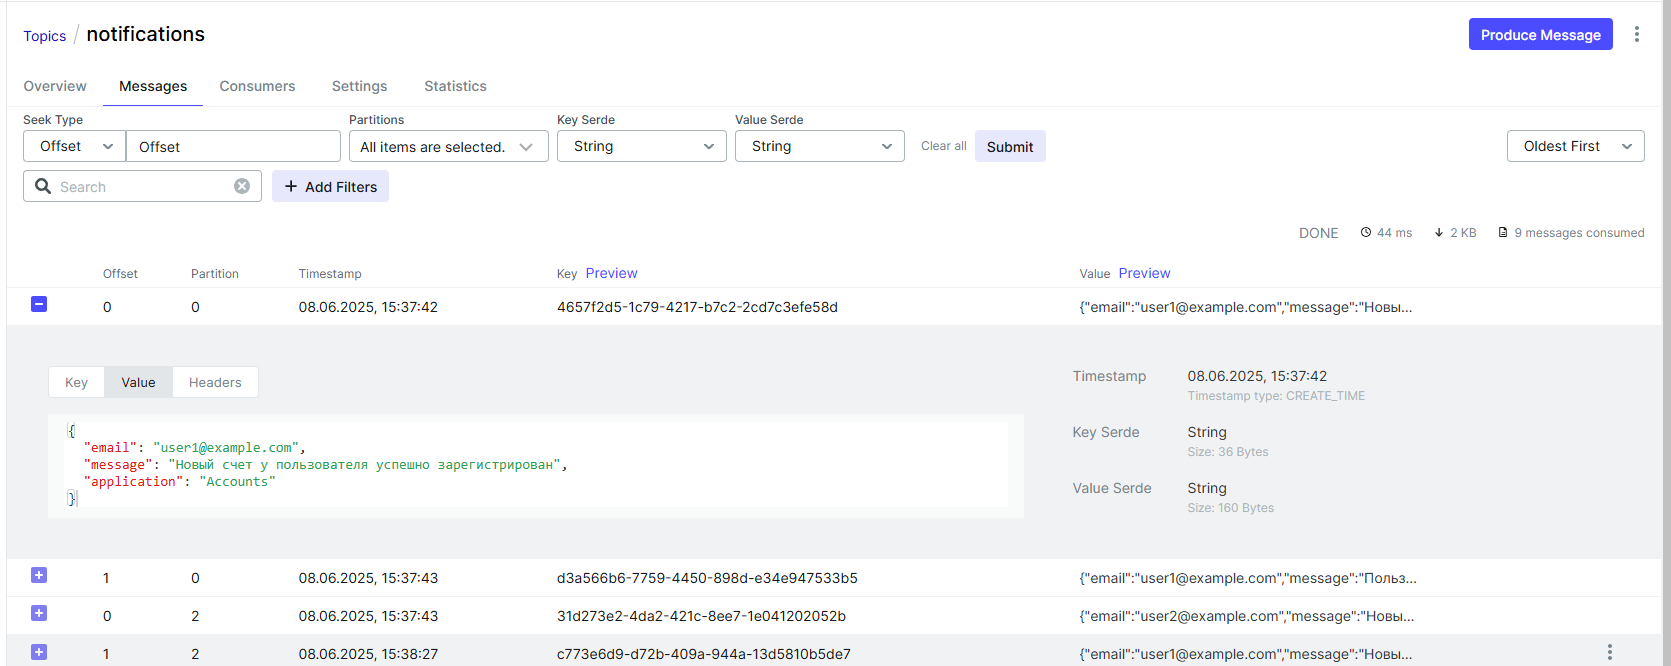 Topics / notifications
Produce Message
Overview Messages Consumers Settings Statistics
Seek Type Partitions Key Serde Value Serde
Offset Offset All items are selected. String String Clear all Submit Oldest First
Search + Add Filters
DONE 44 ms 2 KB 9 messages consumed
Offset Partition Timestamp Key Preview Value Preview
0 0 08.06.2025, 15:37:42 4657f2d5-1c79-4217-b7c2-2cd7c3efe58d {"email":"user1@example.com","message":"Новы...
Key Value Headers
{
"email": "user1@example.com",
"message": "Новый счет у пользователя успешно зарегистрирован",
"application": "Accounts"
}
Timestamp 08.06.2025, 15:37:42
Timestamp type: CREATE_TIME
Key Serde String
Size: 36 Bytes
Value Serde String
Size: 160 Bytes
1 0 08.06.2025, 15:37:43 d3a566b6-7759-4450-898d-e34e947533b5 {"email":"user1@example.com","message":"Польз...
0 2 08.06.2025, 15:37:43 31d273e2-4da2-421c-8ee7-1e041202052b {"email":"user2@example.com","message":"Новы...
1 2 08.06.2025, 15:38:27 c773e6d9-d72b-409a-944a-13d5810b5de7 {"email":"user1@example.com","message":"Новы...